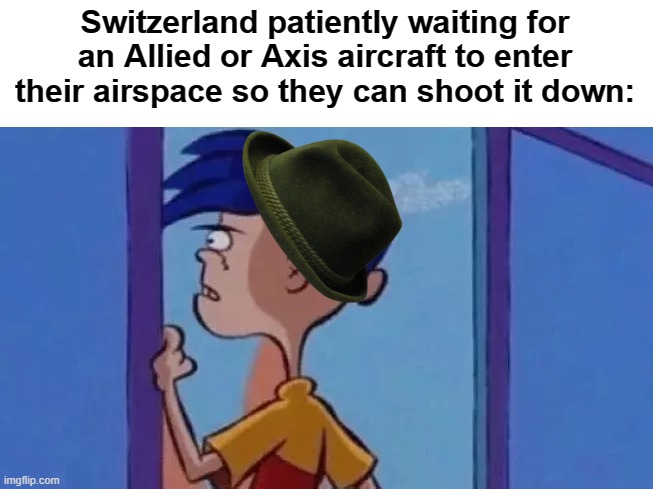 Switzerland patiently waiting for
an Allied or Axis aircraft to enter
their airspace so they can shoot it down:
imgflip.com